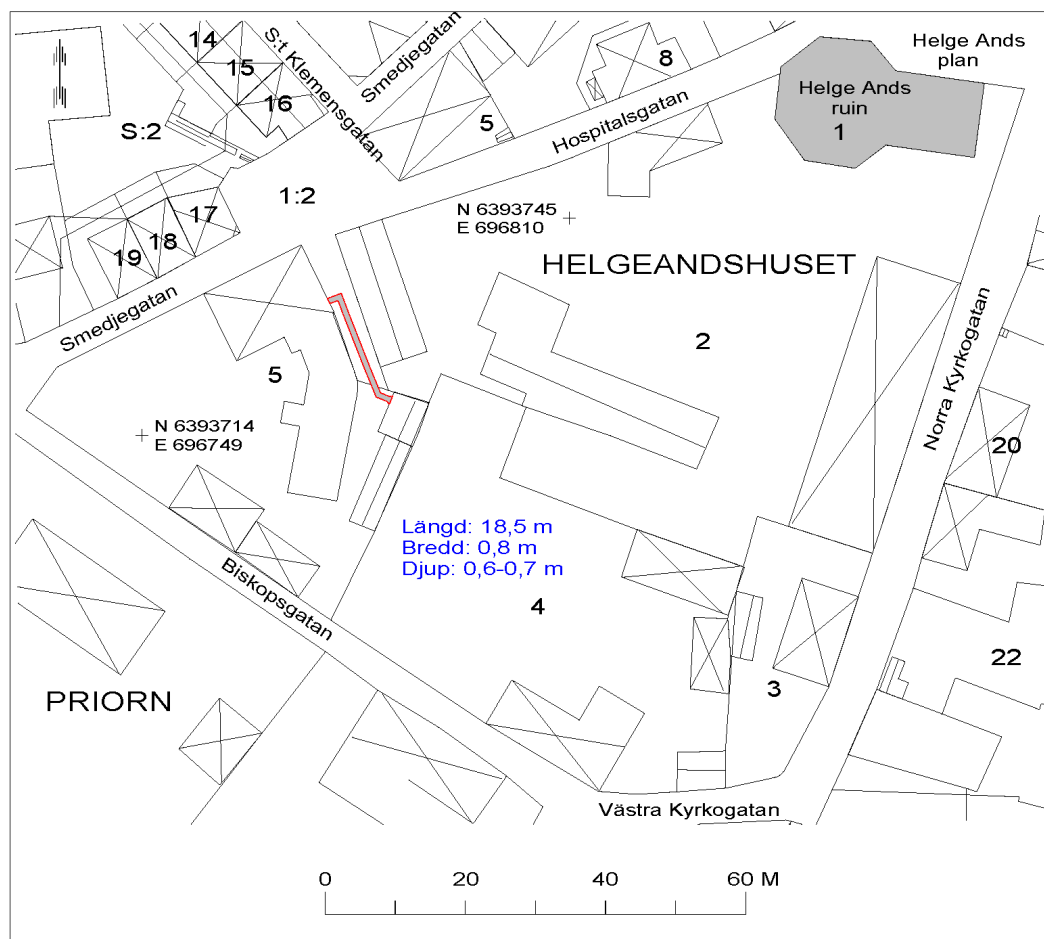 Helge Ands
plan
14
S:t Klemensgatan
Smedjegatan
15
8
16
Helge Ands
ruin
1
5
Hospitalsgatan
S:2
1:2
17
N 6393745
E 696810
18
19
HELGEANDSHUSET
Smedjegatan
2
Norra Kyrkogatan
5
N 6393714
E 696749
20
Längd: 18,5 m
Bredd: 0,8 m
Djup: 0,6-0,7 m
Biskopsgatan
4
22
PRIORN
3
Västra Kyrkogatan
0 20 40 60 M